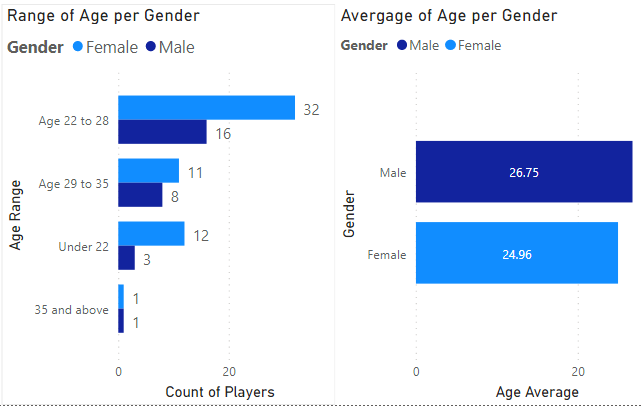 Range of Age per Gender
Gender Female Male
Age Range
Age 22 to 28
32
16
Age 29 to 35
11
8
Under 22
12
3
35 and above
1
1
0 20
Count of Players
Avergage of Age per Gender
Gender Male Female
Gender
Male
26.75
Female
24.96
0 20
Age Average